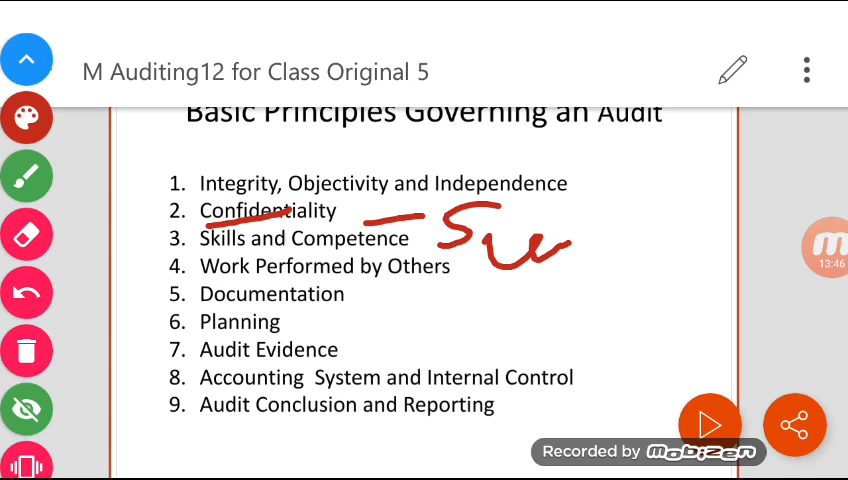 M Auditing12 for Class Original 5
Basic Principles Governing an Audit
1. Integrity, Objectivity and Independence
2. Confidentiality
3. Skills and Competence
4. Work Performed by Others
5. Documentation
6. Planning
7. Audit Evidence
8. Accounting System and Internal Control
9. Audit Conclusion and Reporting
13:46
Recorded by mobizen